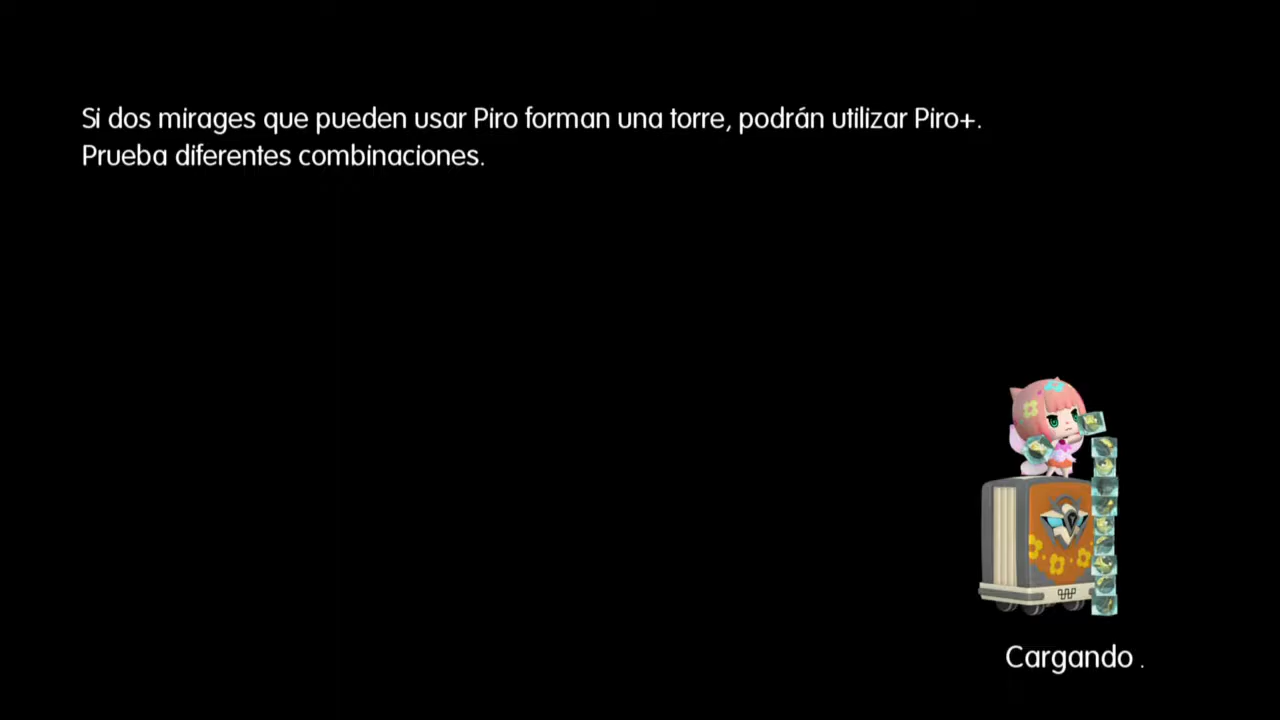 Si dos mirages que pueden usar Piro forman una torre, podrán utilizar Piro+.
Prueba diferentes combinaciones.
Cargando .